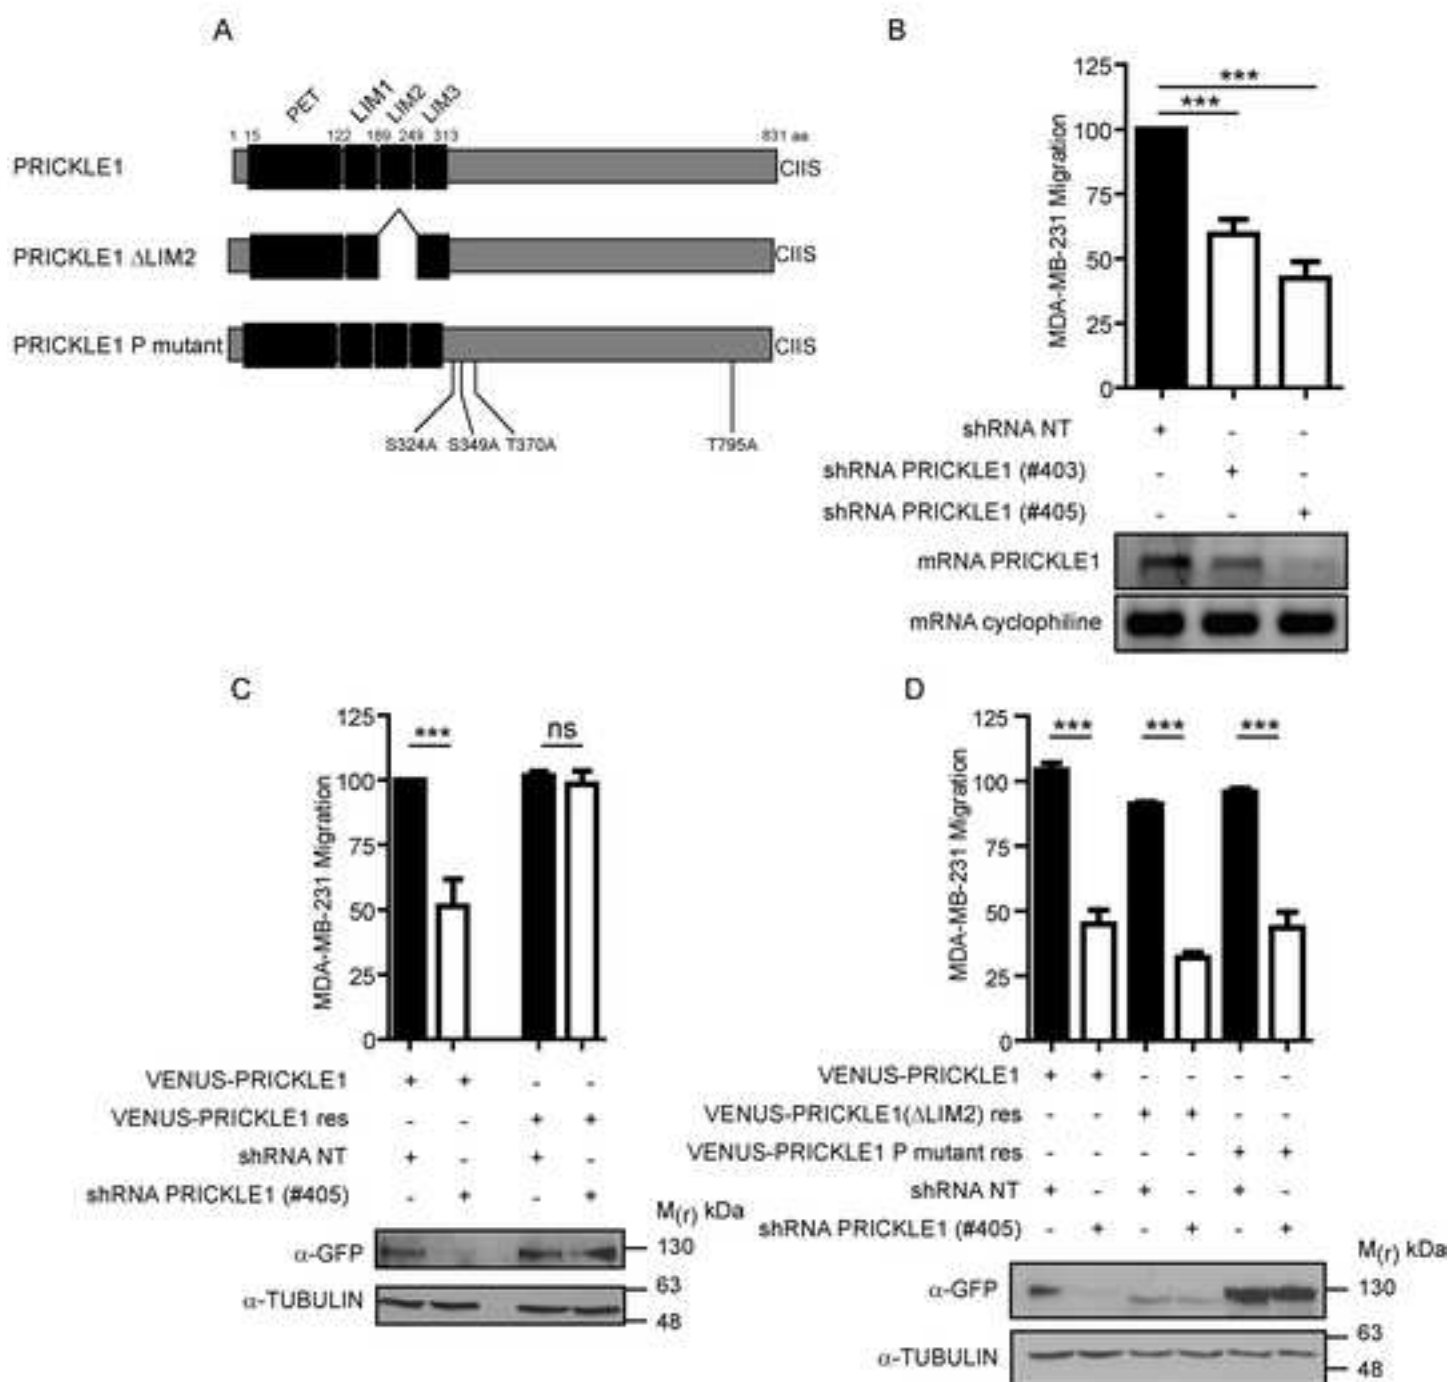 A
PET LIM1 LIM2 LIM3
1 15 122 189 249 313 831 aa
PRICKLE1 CIIS
PRICKLE1 ΔLIM2 CIIS
PRICKLE1 P mutant CIIS
S324A S349A T370A T795A
B
MDA-MB-231 Migration
125
100
75
50
25
0
***
***
shRNA NT + - -
shRNA PRICKLE1 (#403) - + -
shRNA PRICKLE1 (#405) - - +
mRNA PRICKLE1
mRNA cyclophiline
C
MDA-MB-231 Migration
125
100
75
50
25
0
*** ns
VENUS-PRICKLE1 + + - -
VENUS-PRICKLE1 res - - + +
shRNA NT + - + -
shRNA PRICKLE1 (#405) - + - +
M(r) kDa
α-GFP 130
63
α-TUBULIN
48
D
MDA-MB-231 Migration
125
100
75
50
25
0
*** *** ***
VENUS-PRICKLE1 + + - - - -
VENUS-PRICKLE1(ΔLIM2) res - - + + - -
VENUS-PRICKLE1 P mutant res - - - - + +
shRNA NT + - + - + -
shRNA PRICKLE1 (#405) - + - + - +
M(r) kDa
α-GFP 130
63
α-TUBULIN
48